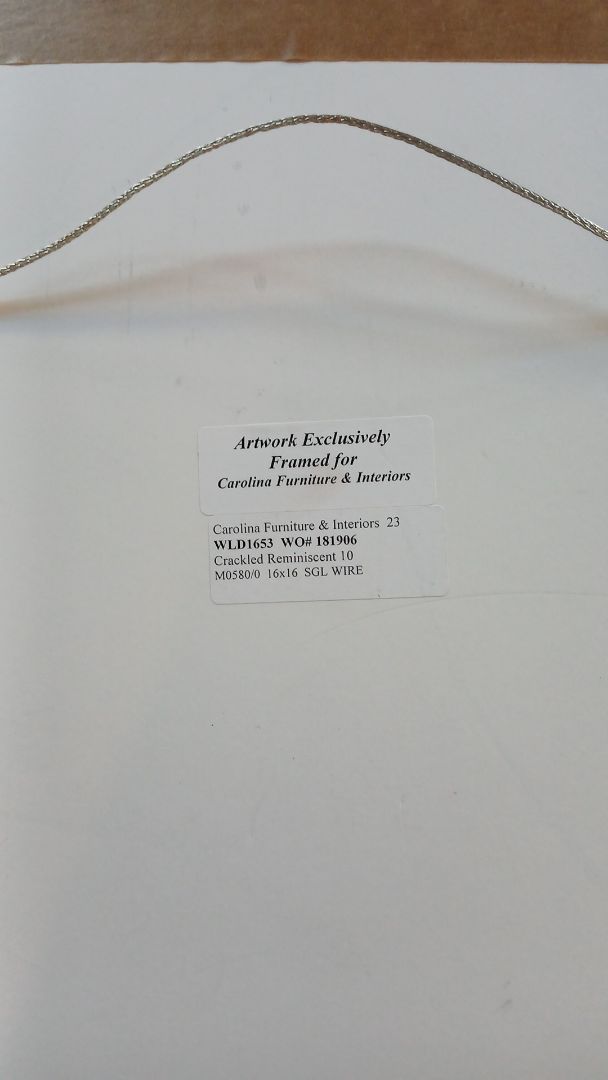 Artwork Exclusively
Framed for
Carolina Furniture & Interiors
Carolina Furniture & Interiors 23
WLD1653 WO# 181906
Crackled Reminiscent 10
M0580/0 16x16 SGL WIRE